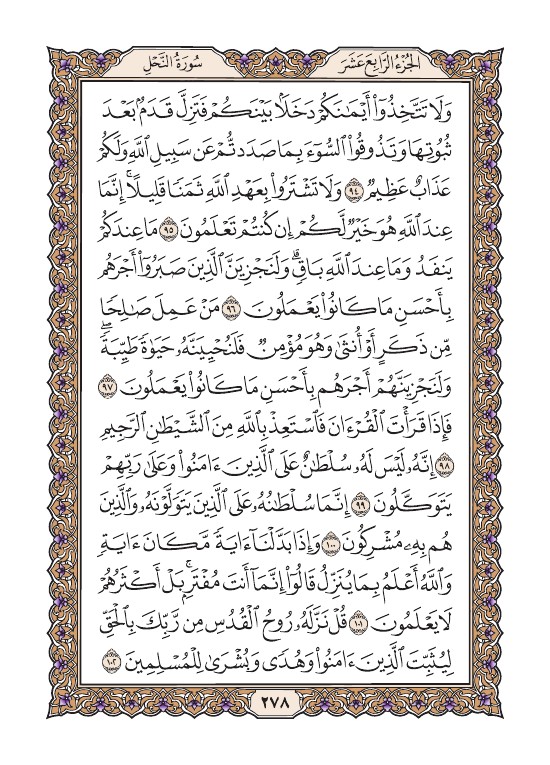 الجُزْءُ الرَّابِعَ عَشَرَ
سُورَةُ النَّحْلِ
وَلَا تَتَّخِذُوٓا۟ أَيْمَـٰنَكُمْ دَخَلًۢا بَيْنَكُمْ فَتَزِلَّ قَدَمٌۢ بَعْدَ
ثُبُوتِهَا وَتَذُوقُوا۟ ٱلسُّوٓءَ بِمَا صَدَدتُّمْ عَن سَبِيلِ ٱللَّهِ وَلَكُمْ
عَذَابٌ عَظِيمٌ ٩٤ وَلَا تَشْتَرُوا۟ بِعَهْدِ ٱللَّهِ ثَمَنًا قَلِيلًا ۚ إِنَّمَا
عِندَ ٱللَّهِ هُوَ خَيْرٌ لَّكُمْ إِن كُنتُمْ تَعْلَمُونَ ٩٥ مَا عِندَكُمْ
يَنفَدُ وَمَا عِندَ ٱللَّهِ بَاقٍ ۗ وَلَنَجْزِيَنَّ ٱلَّذِينَ صَبَرُوٓا۟ أَجْرَهُم
بِأَحْسَنِ مَا كَانُوا۟ يَعْمَلُونَ ٩٦ مَنْ عَمِلَ صَـٰلِحًا
مِّن ذَكَرٍ أَوْ أُنثَىٰ وَهُوَ مُؤْمِنٌ فَلَنُحْيِيَنَّهُۥ حَيَوٰةً طَيِّبَةً ۖ
وَلَنَجْزِيَنَّهُمْ أَجْرَهُم بِأَحْسَنِ مَا كَانُوا۟ يَعْمَلُونَ ٩٧
فَإِذَا قَرَأْتَ ٱلْقُرْءَانَ فَٱسْتَعِذْ بِٱللَّهِ مِنَ ٱلشَّيْطَـٰنِ ٱلرَّجِيمِ
٩٨ إِنَّهُۥ لَيْسَ لَهُۥ سُلْطَـٰنٌ عَلَى ٱلَّذِينَ ءَامَنُوا۟ وَعَلَىٰ رَبِّهِمْ
يَتَوَكَّلُونَ ٩٩ إِنَّمَا سُلْطَـٰنُهُۥ عَلَى ٱلَّذِينَ يَتَوَلَّوْنَهُۥ وَٱلَّذِينَ
هُم بِهِۦ مُشْرِكُونَ ١٠٠ وَإِذَا بَدَّلْنَآ ءَايَةً مَّكَانَ ءَايَةٍ ۙ
وَٱللَّهُ أَعْلَمُ بِمَا يُنَزِّلُ قَالُوٓا۟ إِنَّمَآ أَنتَ مُفْتَرٍۭ ۚ بَلْ أَكْثَرُهُمْ
لَا يَعْلَمُونَ ١٠١ قُلْ نَزَّلَهُۥ رُوحُ ٱلْقُدُسِ مِن رَّبِّكَ بِٱلْحَقِّ
لِيُثَبِّتَ ٱلَّذِينَ ءَامَنُوا۟ وَهُدًى وَبُشْرَىٰ لِلْمُسْلِمِينَ ١٠٢
٢٧٨